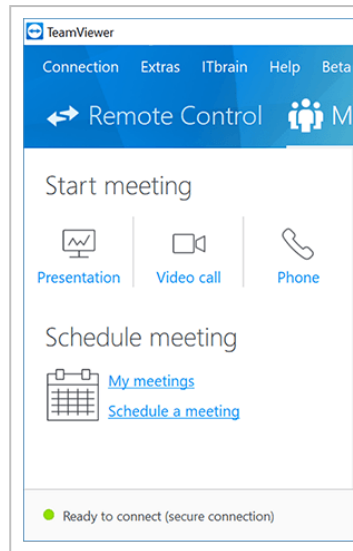 TeamViewer
Connection Extras ITbrain Help Beta
Remote Control M
Start meeting
Presentation Video call Phone
Schedule meeting
My meetings
Schedule a meeting
Ready to connect (secure connection)